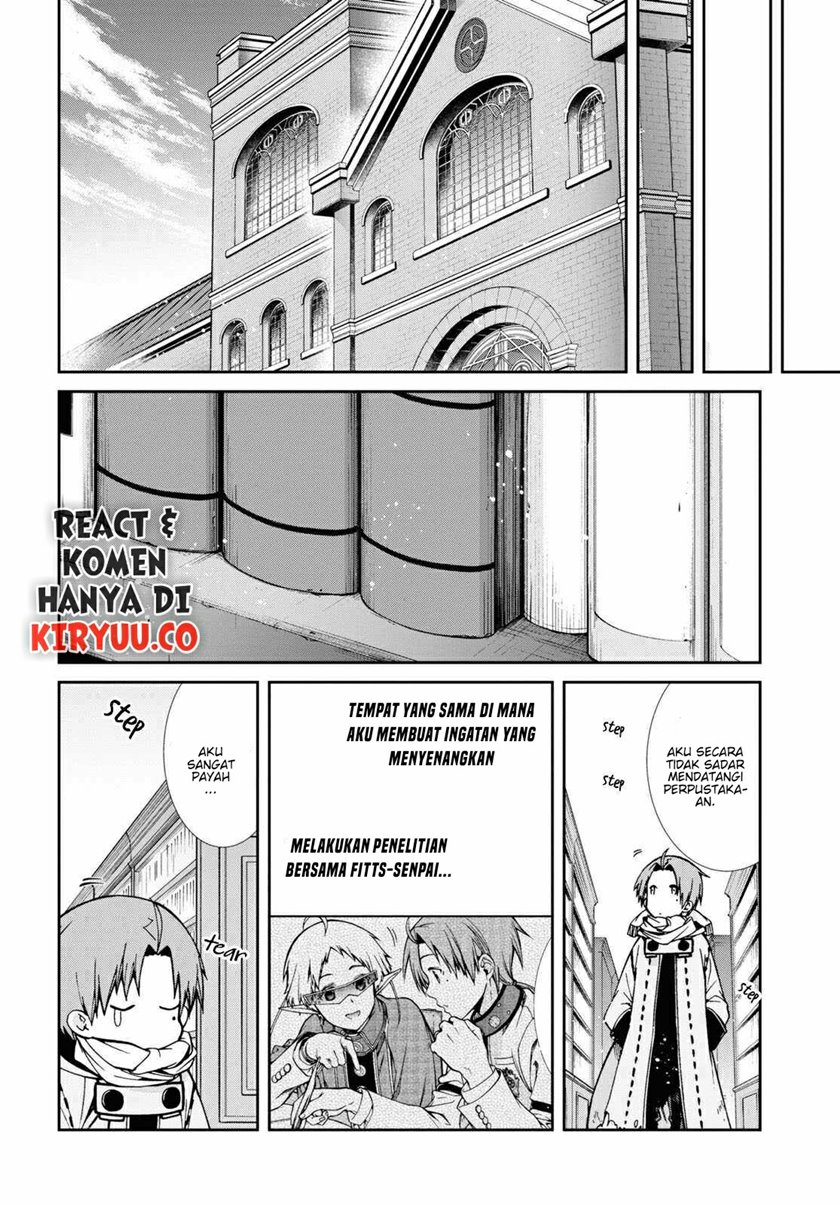 REACT &
KOMEN
HANYA DI
KIRYUU.CO
AKU SECARA
TIDAK SADAR
MENDATANGI
PERPUSTAKA-
AN.
step
step
step
TEMPAT YANG SAMA DI MANA
AKU MEMBUAT INGATAN YANG
MENYENANGKAN
MELAKUKAN PENELITIAN
BERSAMA FITTS-SENPAI...
step
AKU
SANGAT
PAYAH
...
tear